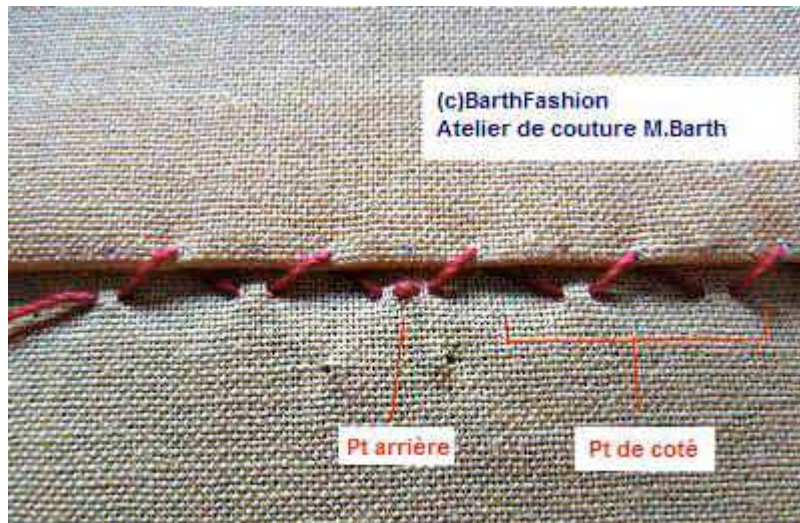 (c)BarthFashion
Atelier de couture M.Barth
Pt arrière
Pt de coté